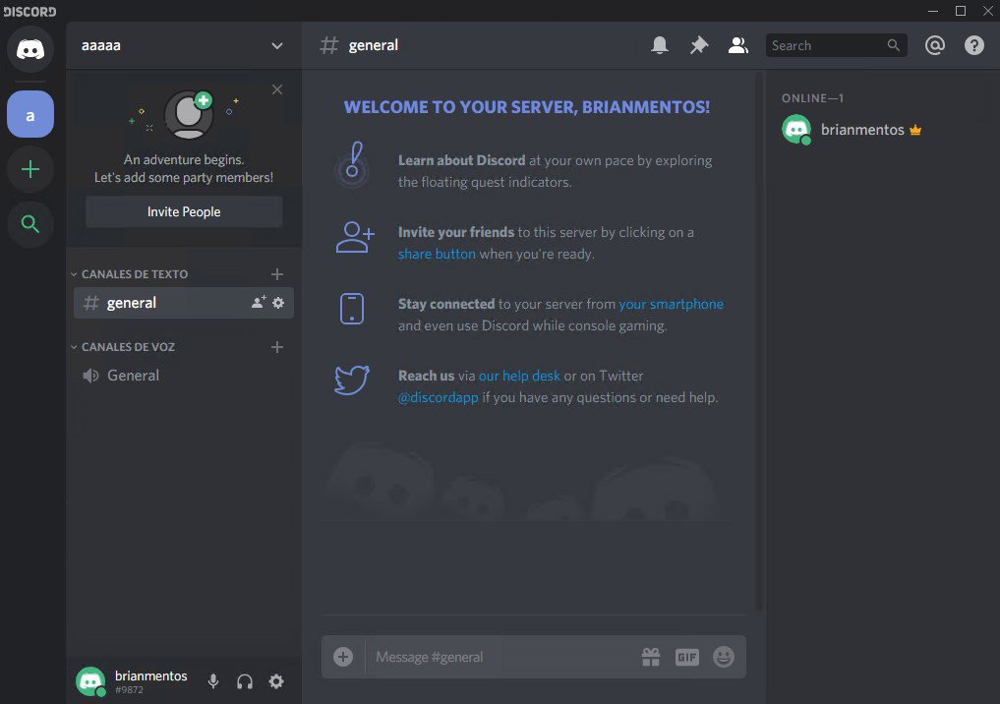 DISCORD
aaaaa
general
Search
a
An adventure begins.
Let's add some party members!
Invite People
CANALES DE TEXTO
general
CANALES DE VOZ
General
brianmentos
#9872
WELCOME TO YOUR SERVER, BRIANMENTOS!
Learn about Discord at your own pace by exploring
the floating quest indicators.
Invite your friends to this server by clicking on a
share button when you're ready.
Stay connected to your server from your smartphone
and even use Discord while console gaming.
Reach us via our help desk or on Twitter
@discordapp if you have any questions or need help.
Message #general
GIF
ONLINE—1
brianmentos